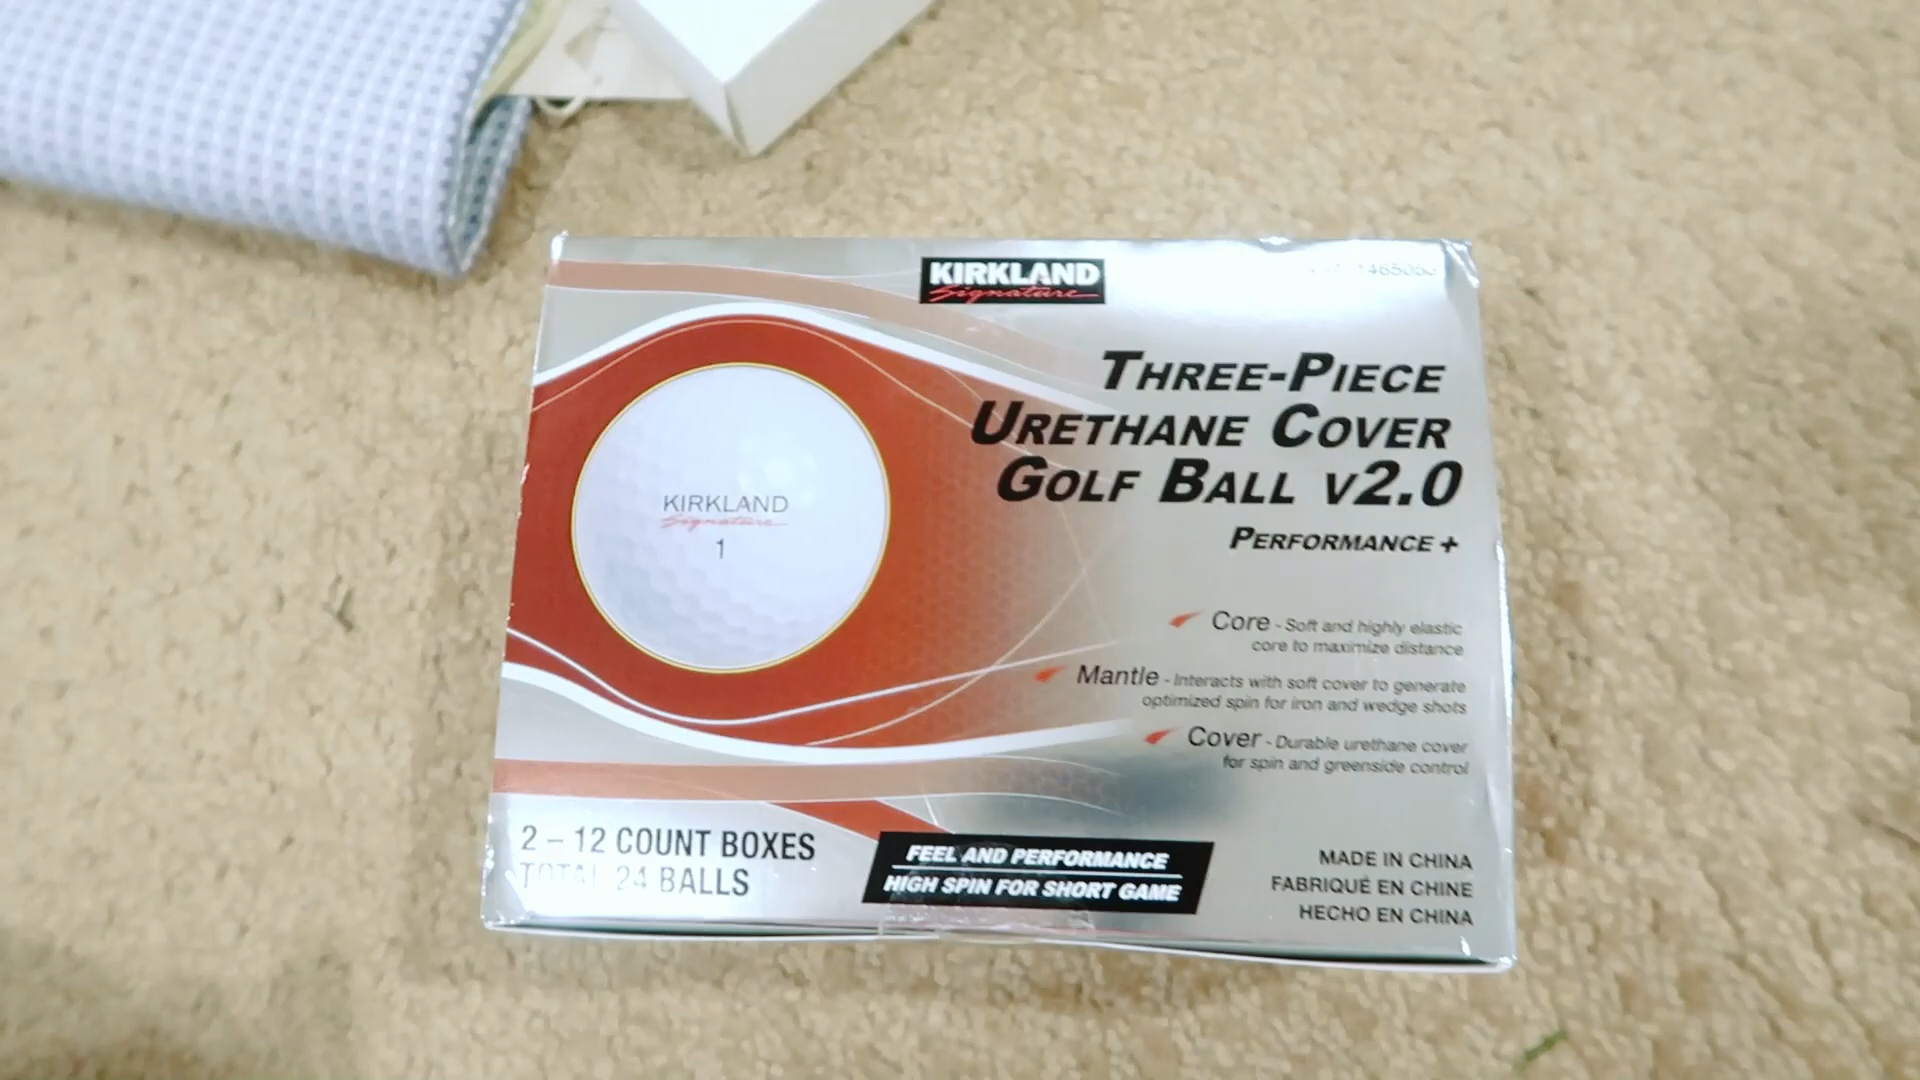 KIRKLAND
Signature
THREE-PIECE
URETHANE COVER
GOLF BALL V2.0
PERFORMANCE +
KIRKLAND
Signature
1
Core - Soft and highly elastic
core to maximize distance
Mantle - Interacts with soft cover to generate
optimized spin for iron and wedge shots
Cover - Durable urethane cover
for spin and greenside control
2 – 12 COUNT BOXES
TOTAL 24 BALLS
FEEL AND PERFORMANCE
HIGH SPIN FOR SHORT GAME
MADE IN CHINA
FABRIQUÉ EN CHINE
HECHO EN CHINA